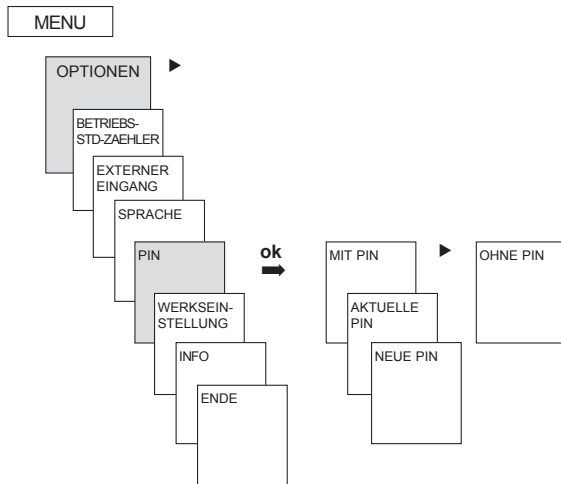 MENU
OPTIONEN
BETRIEBS-
STD-ZAEHLER
EXTERNER
EINGANG
SPRACHE
PIN
ok
MIT PIN
OHNE PIN
WERKSEIN-
STELLUNG
AKTUELLE
PIN
INFO
NEUE PIN
ENDE